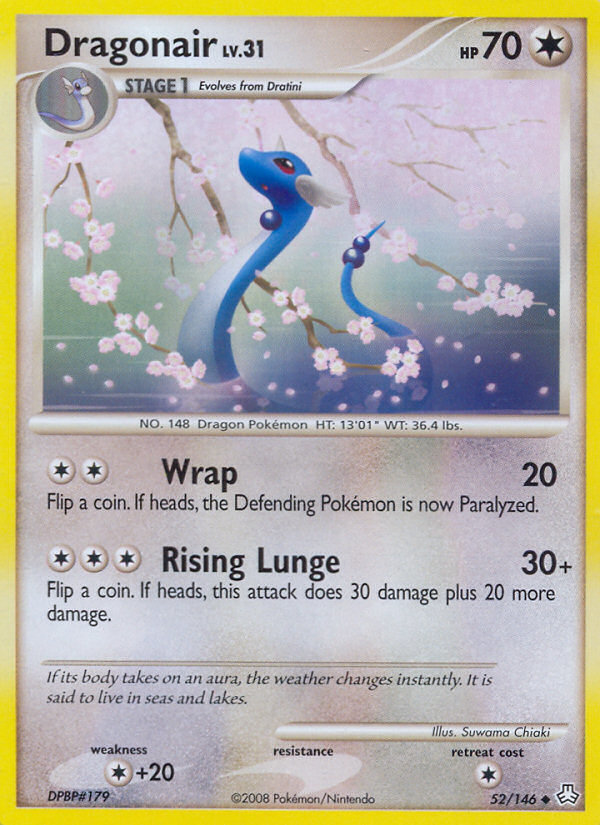 Dragonair LV.31
HP 70
STAGE 1 Evolves from Dratini
NO. 148 Dragon Pokémon HT: 13'01" WT: 36.4 lbs.
Wrap 20
Flip a coin. If heads, the Defending Pokémon is now Paralyzed.
Rising Lunge 30+
Flip a coin. If heads, this attack does 30 damage plus 20 more
damage.
If its body takes on an aura, the weather changes instantly. It is
said to live in seas and lakes.
Illus. Suwama Chiaki
weakness resistance retreat cost
+20
DPBP#179 ©2008 Pokémon/Nintendo 52/146